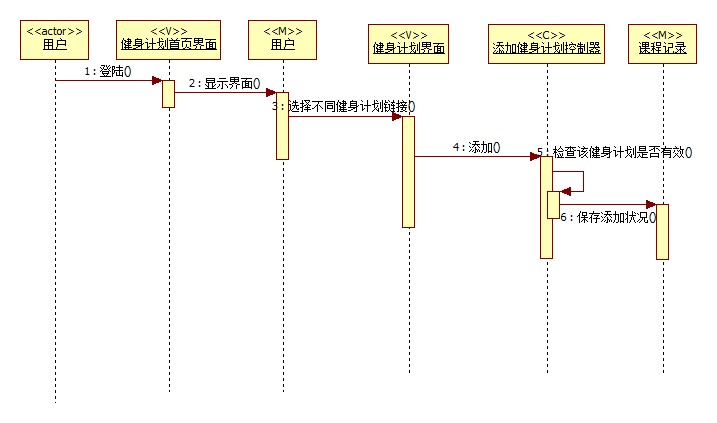 <<actor>>
用户
<<V>>
健身计划首页界面
<<M>>
用户
<<V>>
健身计划界面
<<C>>
添加健身计划控制器
<<M>>
课程记录
1 : 登陆()
2 : 显示界面()
3 : 选择不同健身计划链接()
4 : 添加()
5 : 检查该健身计划是否有效()
6 : 保存添加状况()